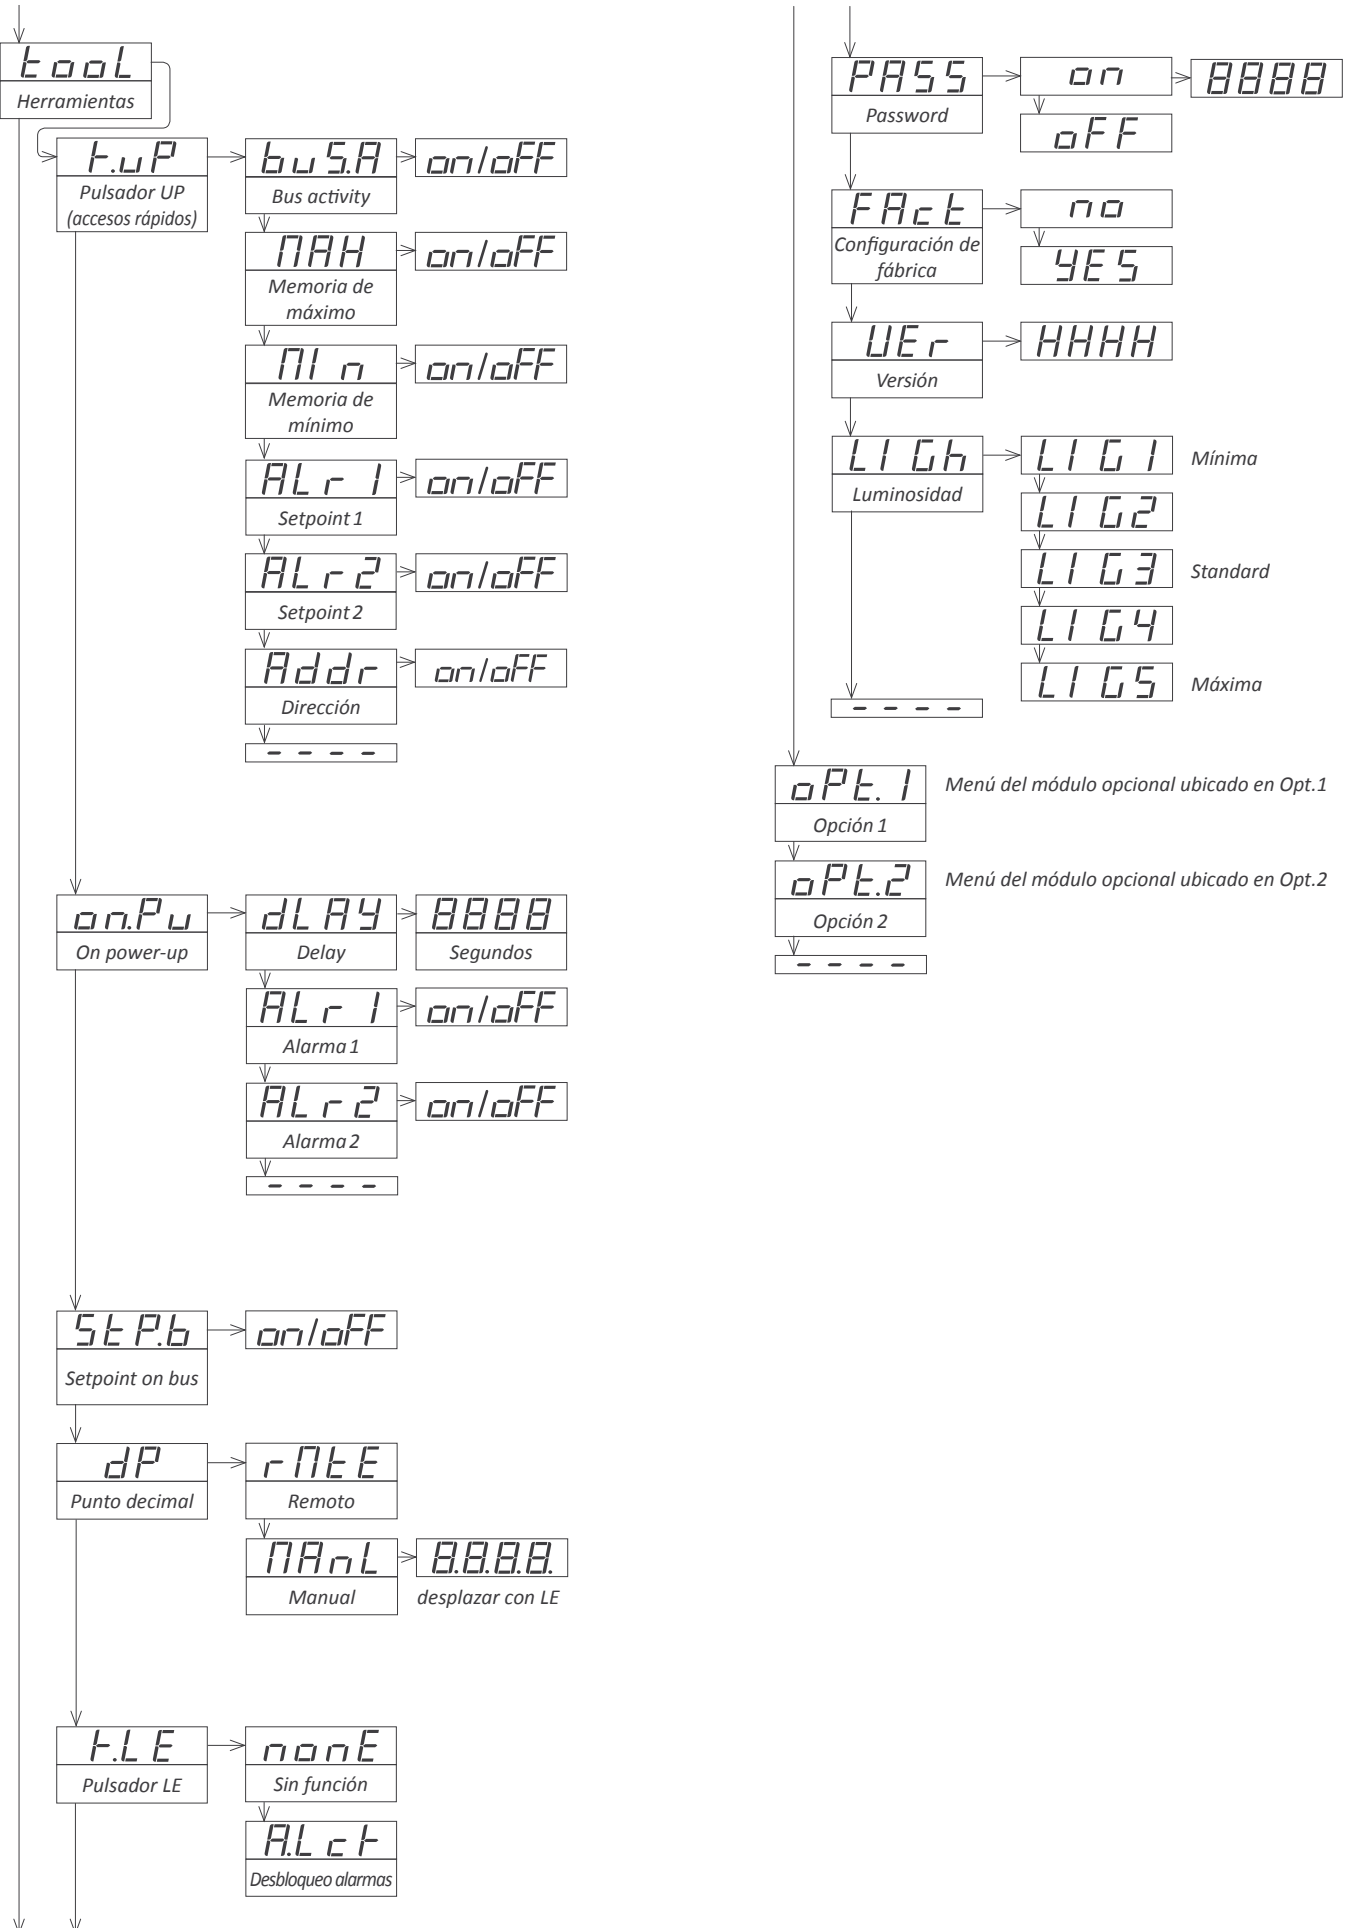 tool
Herramientas
K.uP
Pulsador UP
(accesos rápidos)
buS.A
on/oFF
Bus activity
MAX
on/oFF
Memoria de
máximo
MIn
on/oFF
Memoria de
mínimo
ALr1
on/oFF
Setpoint 1
ALr2
on/oFF
Setpoint 2
Addr
on/oFF
Dirección
----
on.Pu
On power-up
dLAY
8888
Delay
Segundos
ALr1
on/oFF
Alarma 1
ALr2
on/oFF
Alarma 2
----
StP.b
on/oFF
Setpoint on bus
dP
Punto decimal
rMtE
Remoto
MAnL
8.8.8.8.
Manual
desplazar con LE
K.LE
Pulsador LE
nonE
Sin función
A.LcK
Desbloqueo alarmas
PASS
on
8888
Password
oFF
FAct
no
Configuración de
fábrica
YES
VEr
HHHH
Versión
LIGh
Luminosidad
LIG1
Mínima
LIG2
LIG3
Standard
LIG4
LIG5
Máxima
----
oPt.1
Menú del módulo opcional ubicado en Opt.1
Opción 1
oPt.2
Menú del módulo opcional ubicado en Opt.2
Opción 2
----